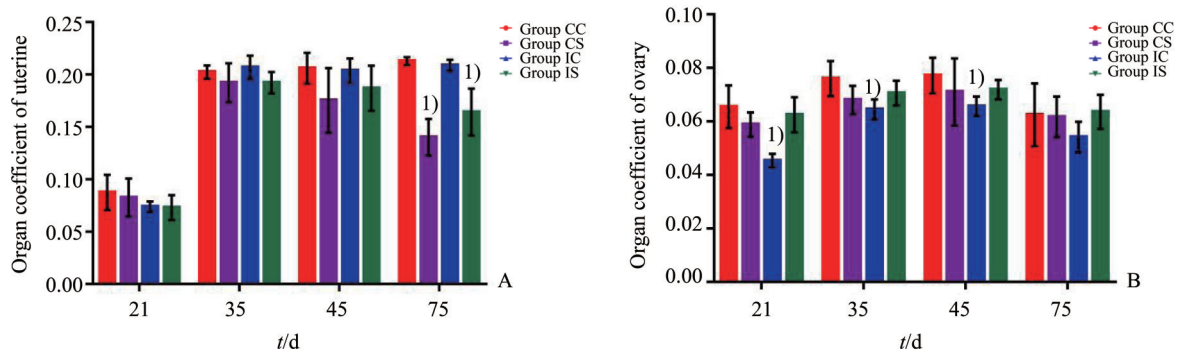 Organ coefficient of uterine
0.25
0.20
0.15
0.10
0.05
0.00
1)
1)
Group CC
Group CS
Group IC
Group IS
21 35 45 75
t/d
A
Organ coefficient of ovary
0.10
0.08
0.06
0.04
0.02
0.00
1)
1)
1)
Group CC
Group CS
Group IC
Group IS
21 35 45 75
t/d
B